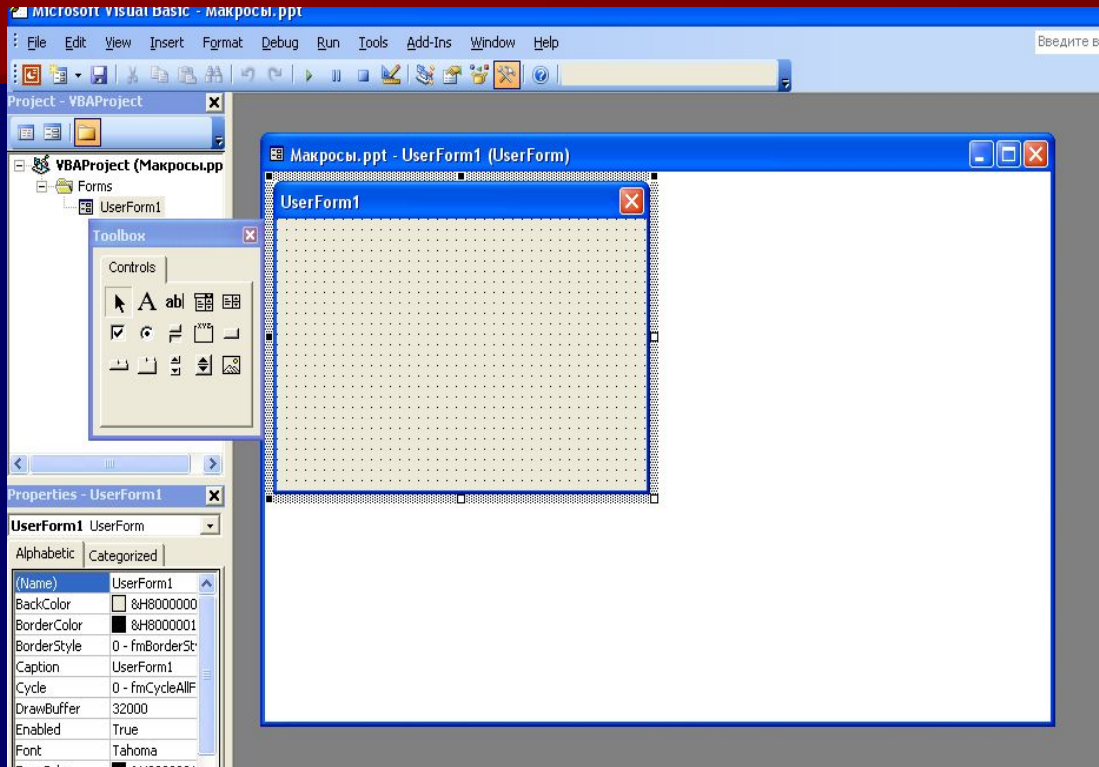 Microsoft Visual Basic - Макросы.ppt
File Edit View Insert Format Debug Run Tools Add-Ins Window Help
Введите в
Project - VBAProject
VBAProject (Макросы.pp
Forms
UserForm1
Toolbox
Controls
A ab
XYZ
Макросы.ppt - UserForm1 (UserForm)
UserForm1
Properties - UserForm1
UserForm1 UserForm
Alphabetic Categorized
(Name) UserForm1
BackColor &H8000000
BorderColor &H8000001
BorderStyle 0 - fmBorderSt
Caption UserForm1
Cycle 0 - fmCycleAllF
DrawBuffer 32000
Enabled True
Font Tahoma